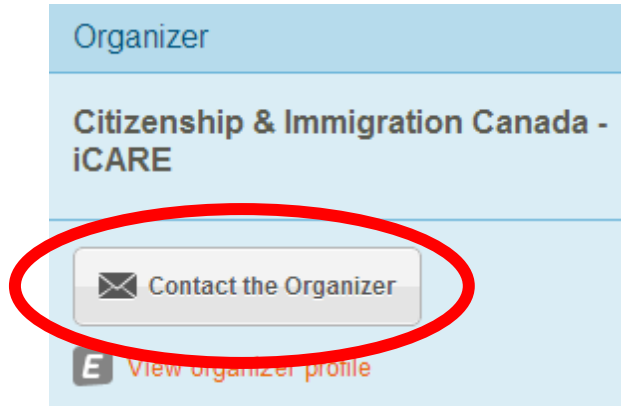 Organizer
Citizenship & Immigration Canada -
iCARE
Contact the Organizer
E View organizer profile